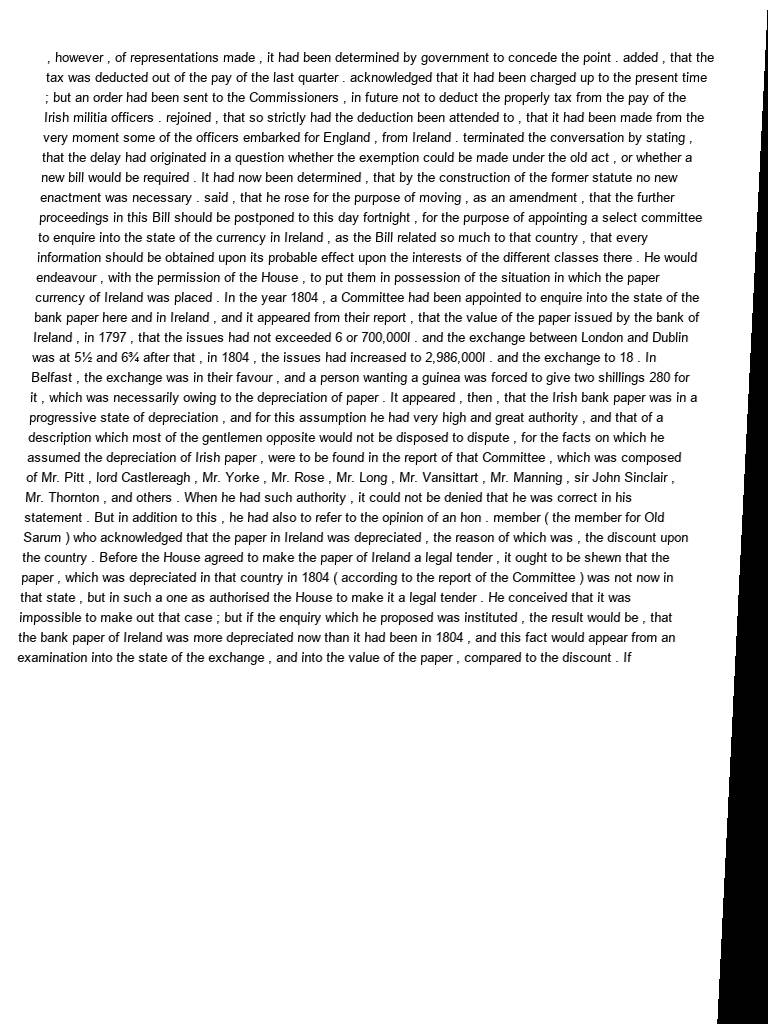 , however , of representations made , it had been determined by government to concede the point . added , that the
tax was deducted out of the pay of the last quarter . acknowledged that it had been charged up to the present time
; but an order had been sent to the Commissioners , in future not to deduct the properly tax from the pay of the
Irish militia officers . rejoined , that so strictly had the deduction been attended to , that it had been made from the
very moment some of the officers embarked for England , from Ireland . terminated the conversation by stating ,
that the delay had originated in a question whether the exemption could be made under the old act , or whether a
new bill would be required . It had now been determined , that by the construction of the former statute no new
enactment was necessary . said , that he rose for the purpose of moving , as an amendment , that the further
proceedings in this Bill should be postponed to this day fortnight , for the purpose of appointing a select committee
to enquire into the state of the currency in Ireland , as the Bill related so much to that country , that every
information should be obtained upon its probable effect upon the interests of the different classes there . He would
endeavour , with the permission of the House , to put them in possession of the situation in which the paper
currency of Ireland was placed . In the year 1804 , a Committee had been appointed to enquire into the state of the
bank paper here and in Ireland , and it appeared from their report , that the value of the paper issued by the bank of
Ireland , in 1797 , that the issues had not exceeded 6 or 700,000l . and the exchange between London and Dublin
was at 5½ and 6¾ after that , in 1804 , the issues had increased to 2,986,000l . and the exchange to 18 . In
Belfast , the exchange was in their favour , and a person wanting a guinea was forced to give two shillings 280 for
it , which was necessarily owing to the depreciation of paper . It appeared , then , that the Irish bank paper was in a
progressive state of depreciation , and for this assumption he had very high and great authority , and that of a
description which most of the gentlemen opposite would not be disposed to dispute , for the facts on which he
assumed the depreciation of Irish paper , were to be found in the report of that Committee , which was composed
of Mr. Pitt , lord Castlereagh , Mr. Yorke , Mr. Rose , Mr. Long , Mr. Vansittart , Mr. Manning , sir John Sinclair ,
Mr. Thornton , and others . When he had such authority , it could not be denied that he was correct in his
statement . But in addition to this , he had also to refer to the opinion of an hon . member ( the member for Old
Sarum ) who acknowledged that the paper in Ireland was depreciated , the reason of which was , the discount upon
the country . Before the House agreed to make the paper of Ireland a legal tender , it ought to be shewn that the
paper , which was depreciated in that country in 1804 ( according to the report of the Committee ) was not now in
that state , but in such a one as authorised the House to make it a legal tender . He conceived that it was
impossible to make out that case ; but if the enquiry which he proposed was instituted , the result would be , that
the bank paper of Ireland was more depreciated now than it had been in 1804 , and this fact would appear from an
examination into the state of the exchange , and into the value of the paper , compared to the discount . If